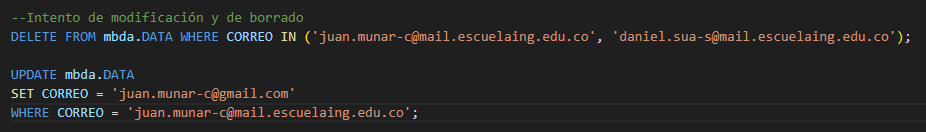 --Intento de modificación y de borrado
DELETE FROM mbda.DATA WHERE CORREO IN ('juan.munar-c@mail.escuelaing.edu.co', 'daniel.sua-s@mail.escuelaing.edu.co');
UPDATE mbda.DATA
SET CORREO = 'juan.munar-c@gmail.com'
WHERE CORREO = 'juan.munar-c@mail.escuelaing.edu.co';